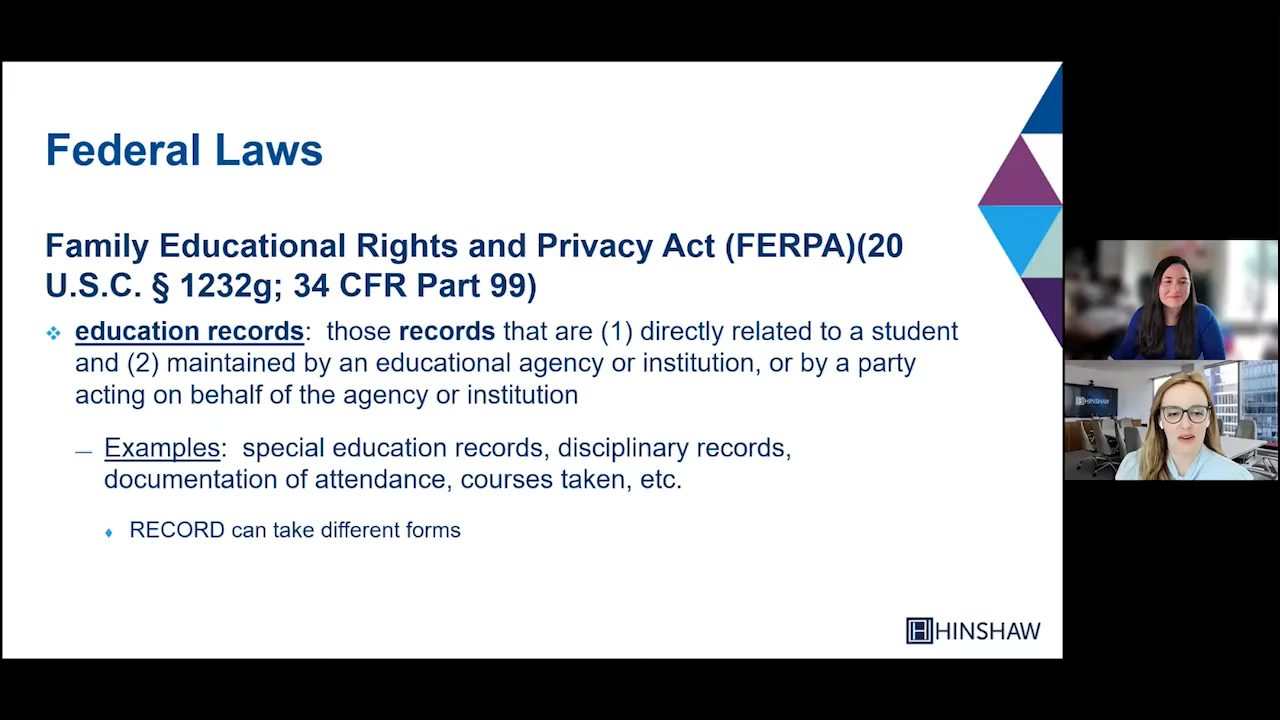 Federal Laws
Family Educational Rights and Privacy Act (FERPA)(20
U.S.C. § 1232g; 34 CFR Part 99)
education records:  those records that are (1) directly related to a student
and (2) maintained by an educational agency or institution, or by a party
acting on behalf of the agency or institution
Examples:  special education records, disciplinary records,
documentation of attendance, courses taken, etc.
RECORD can take different forms
H HINSHAW
H HINSHAW